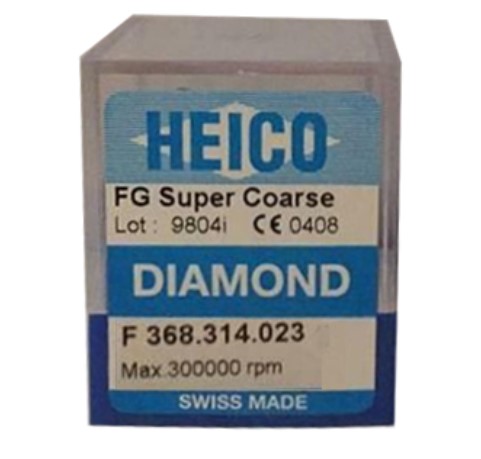 HEICO
FG Super Coarse
Lot : 9804i CE 0408
DIAMOND
F 368.314.023
Max.300000 rpm
SWISS MADE